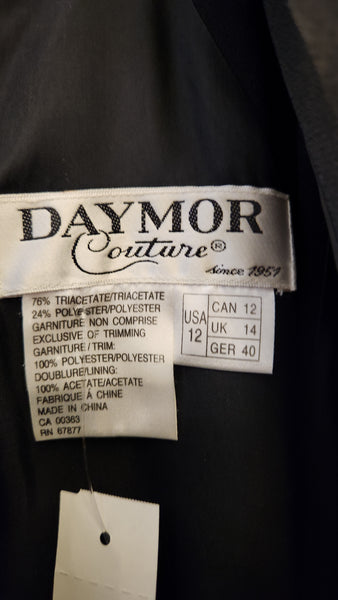 DAYMOR
Couture®
since 1951
76% TRIACETATE/TRIACETATE
24% POLYESTER/POLYESTER
GARNITURE NON COMPRISE
EXCLUSIVE OF TRIMMING
GARNITURE/TRIM:
100% POLYESTER/POLYESTER
DOUBLURE/LINING:
100% ACETATE/ACETATE
FABRIQUE À CHINE
MADE IN CHINA
CA 00363
RN 67877
USA 12
CAN 12
UK 14
GER 40